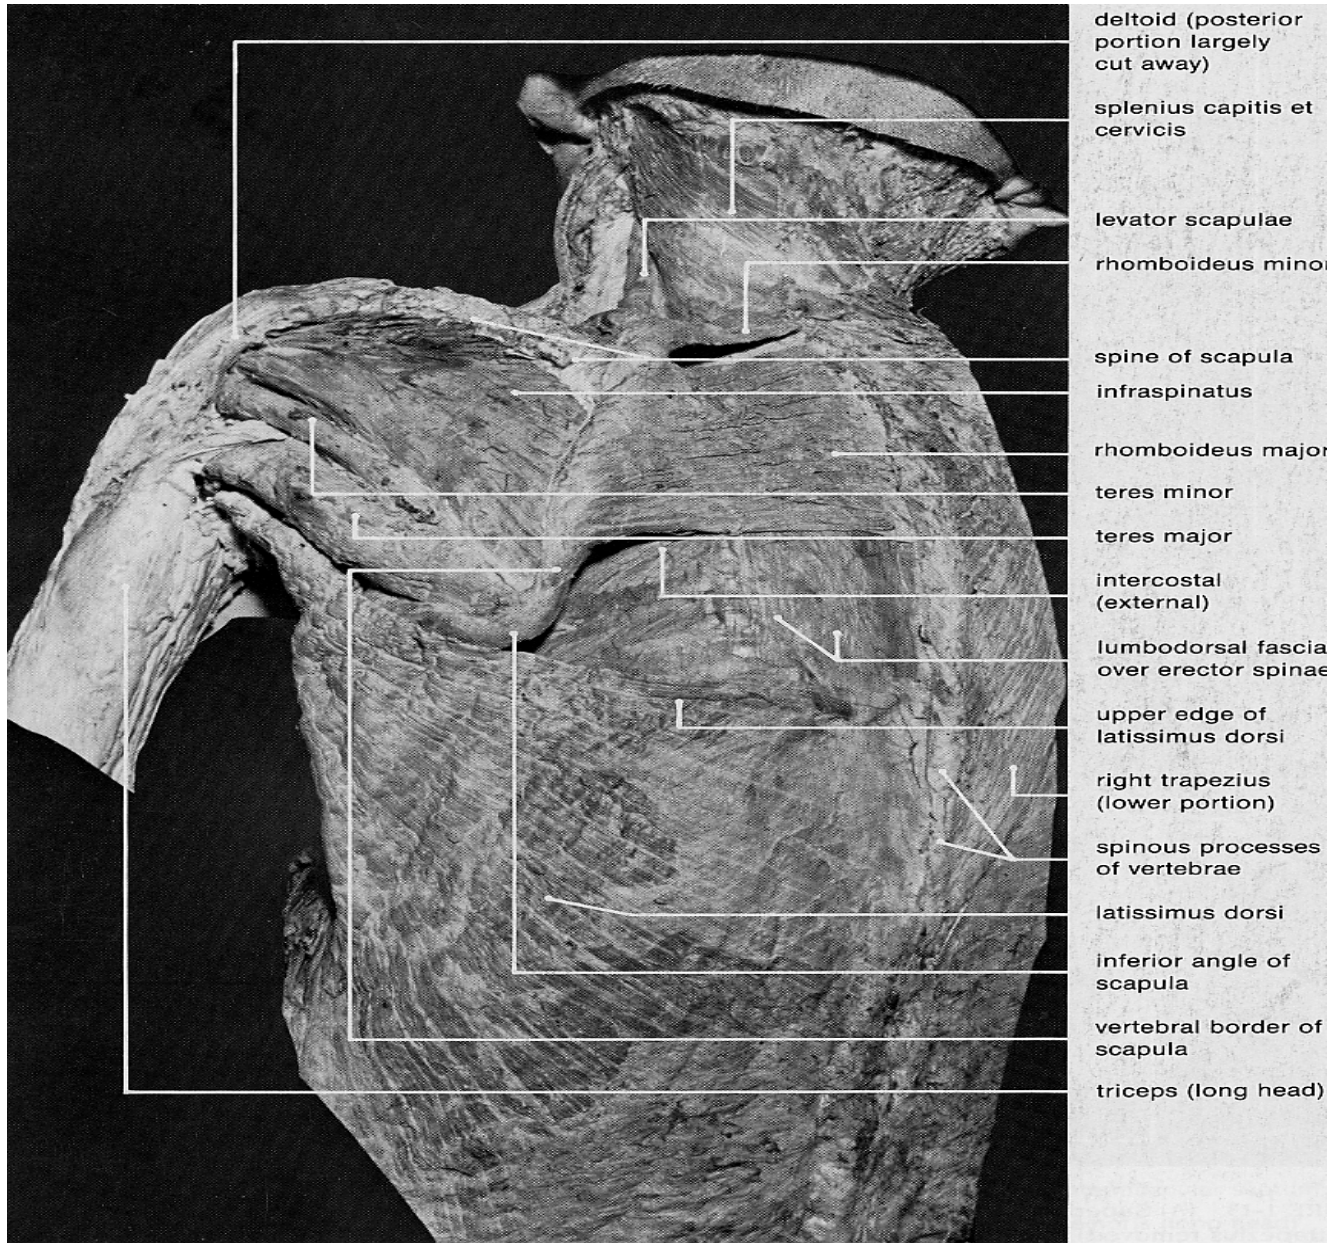 deltoid (posterior
portion largely
cut away)
splenius capitis et
cervicis
levator scapulae
rhomboideus minor
spine of scapula
infraspinatus
rhomboideus major
teres minor
teres major
intercostal
(external)
lumbodorsal fascia
over erector spinae
upper edge of
latissimus dorsi
right trapezius
(lower portion)
spinous processes
of vertebrae
latissimus dorsi
inferior angle of
scapula
vertebral border of
scapula
triceps (long head)